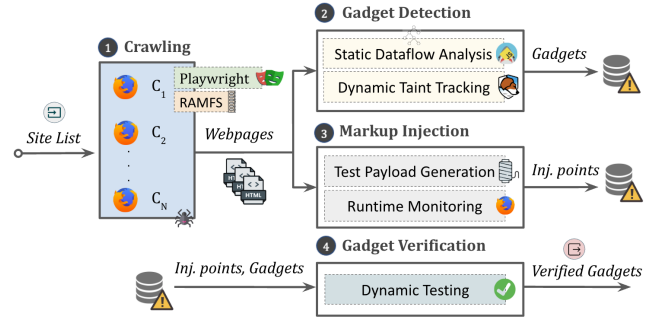 2 Gadget Detection
1 Crawling
Static Dataflow Analysis
Gadgets
Playwright
C1
Dynamic Taint Tracking
RAMFS
Site List
C2
Webpages
3 Markup Injection
.
.
.
Test Payload Generation
Inj. points
HTML
CN
Runtime Monitoring
4 Gadget Verification
Inj. points, Gadgets
Dynamic Testing
Verified Gadgets